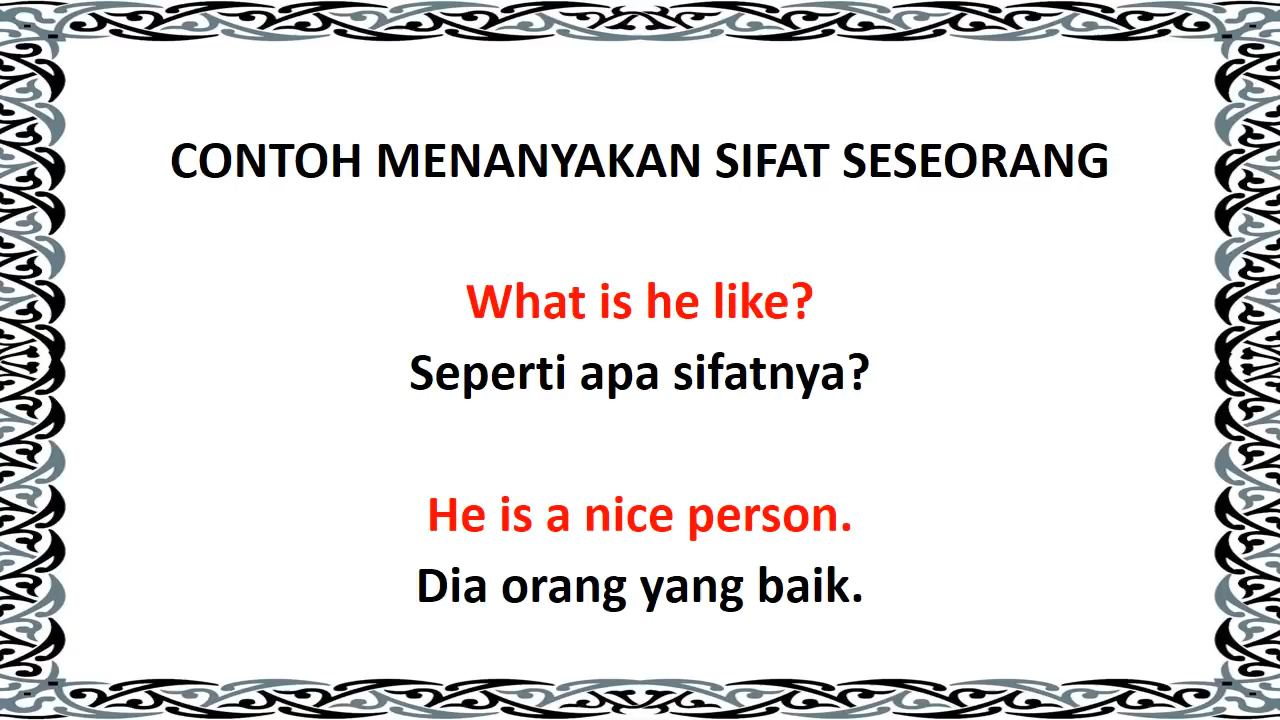 CONTOH MENANYAKAN SIFAT SESEORANG
What is he like?
Seperti apa sifatnya?
He is a nice person.
Dia orang yang baik.